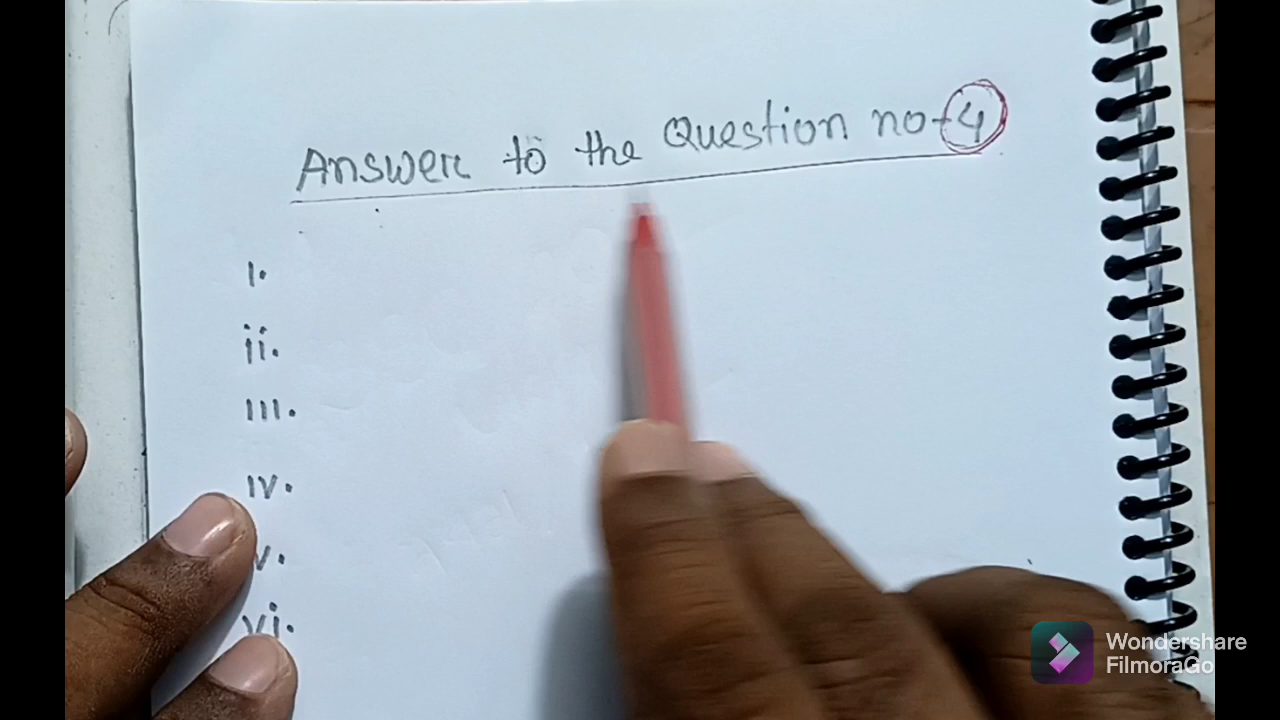 Answer to the Question no-4
i.
ii.
iii.
iv.
v.
vi.
Wondershare
FilmoraGo